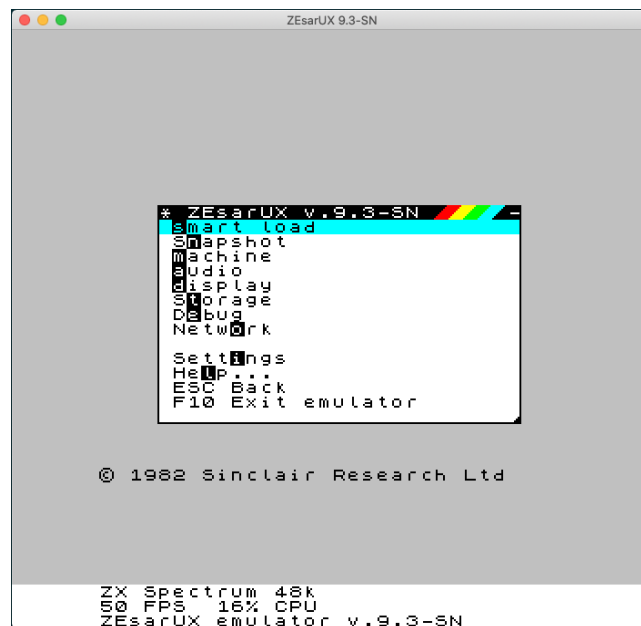 ZEsarUX 9.3-SN
* ZEsarUX v.9.3-SN -
smart load
Snapshot
machine
audio
display
Storage
Debug
Network
Settings
Help...
ESC Back
F10 Exit emulator
© 1982 Sinclair Research Ltd
ZX Spectrum 48k
50 FPS 16% CPU
ZEsarUX emulator v.9.3-SN